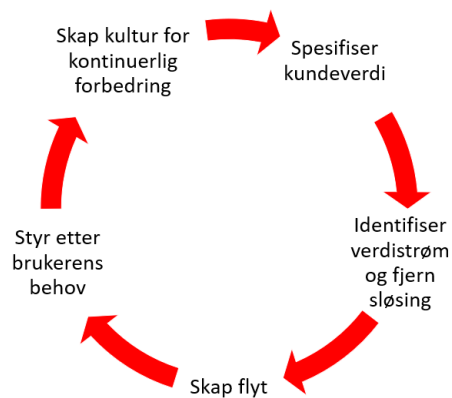 Skap kultur for
kontinuerlig
forbedring
Spesifiser
kundeverdi
Identifiser
verdistrøm
og fjern
sløsing
Skap flyt
Styr etter
brukerens
behov